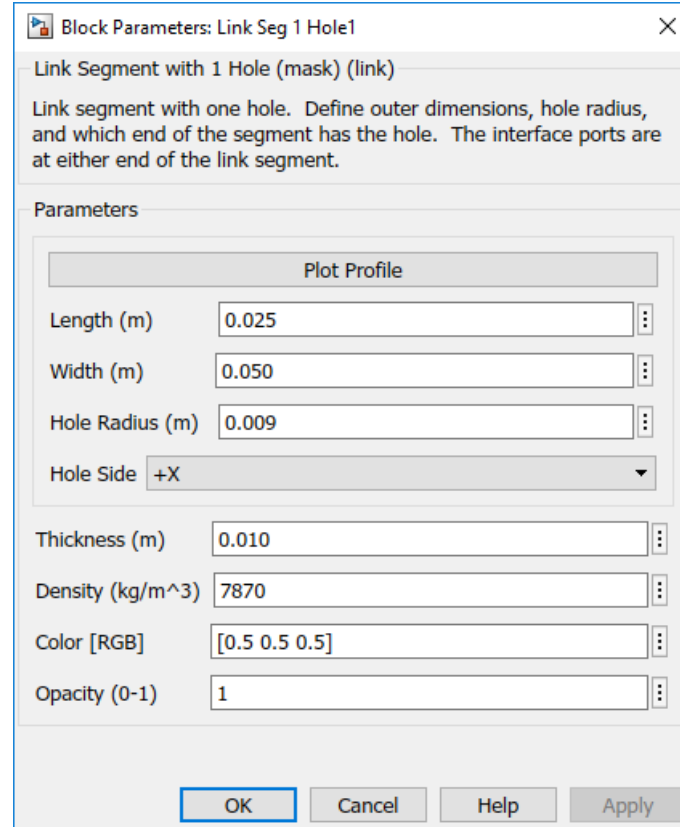 Block Parameters: Link Seg 1 Hole1
Link Segment with 1 Hole (mask) (link)
Link segment with one hole.  Define outer dimensions, hole radius,
and which end of the segment has the hole.  The interface ports are
at either end of the link segment.
Parameters
Plot Profile
Length (m) 0.025
Width (m) 0.050
Hole Radius (m) 0.009
Hole Side +X
Thickness (m) 0.010
Density (kg/m^3) 7870
Color [RGB] [0.5 0.5 0.5]
Opacity (0-1) 1
OK Cancel Help Apply